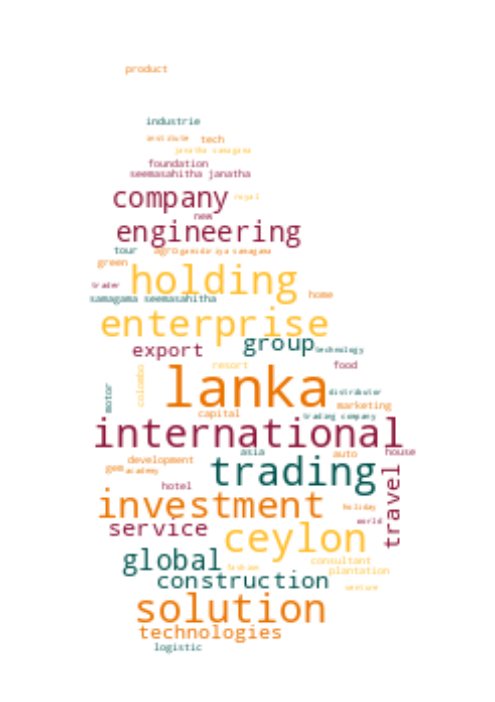 product
industrie
institute tech
janatha samagama
foundation
seemasahitha janatha
company royal
new
engineering
tour agro gamidiriya samagama
green
holding
trader
samagama seemasahitha home
enterprise
group technology
export
resort food
lanka
motor colombo distributor
capital marketing
trading company
international
asia auto house
development
gem academy trading
hotel travel
investment holiday
service world
ceylon
global consultant
fashion plantation
construction
venture
solution
technologies
logistic